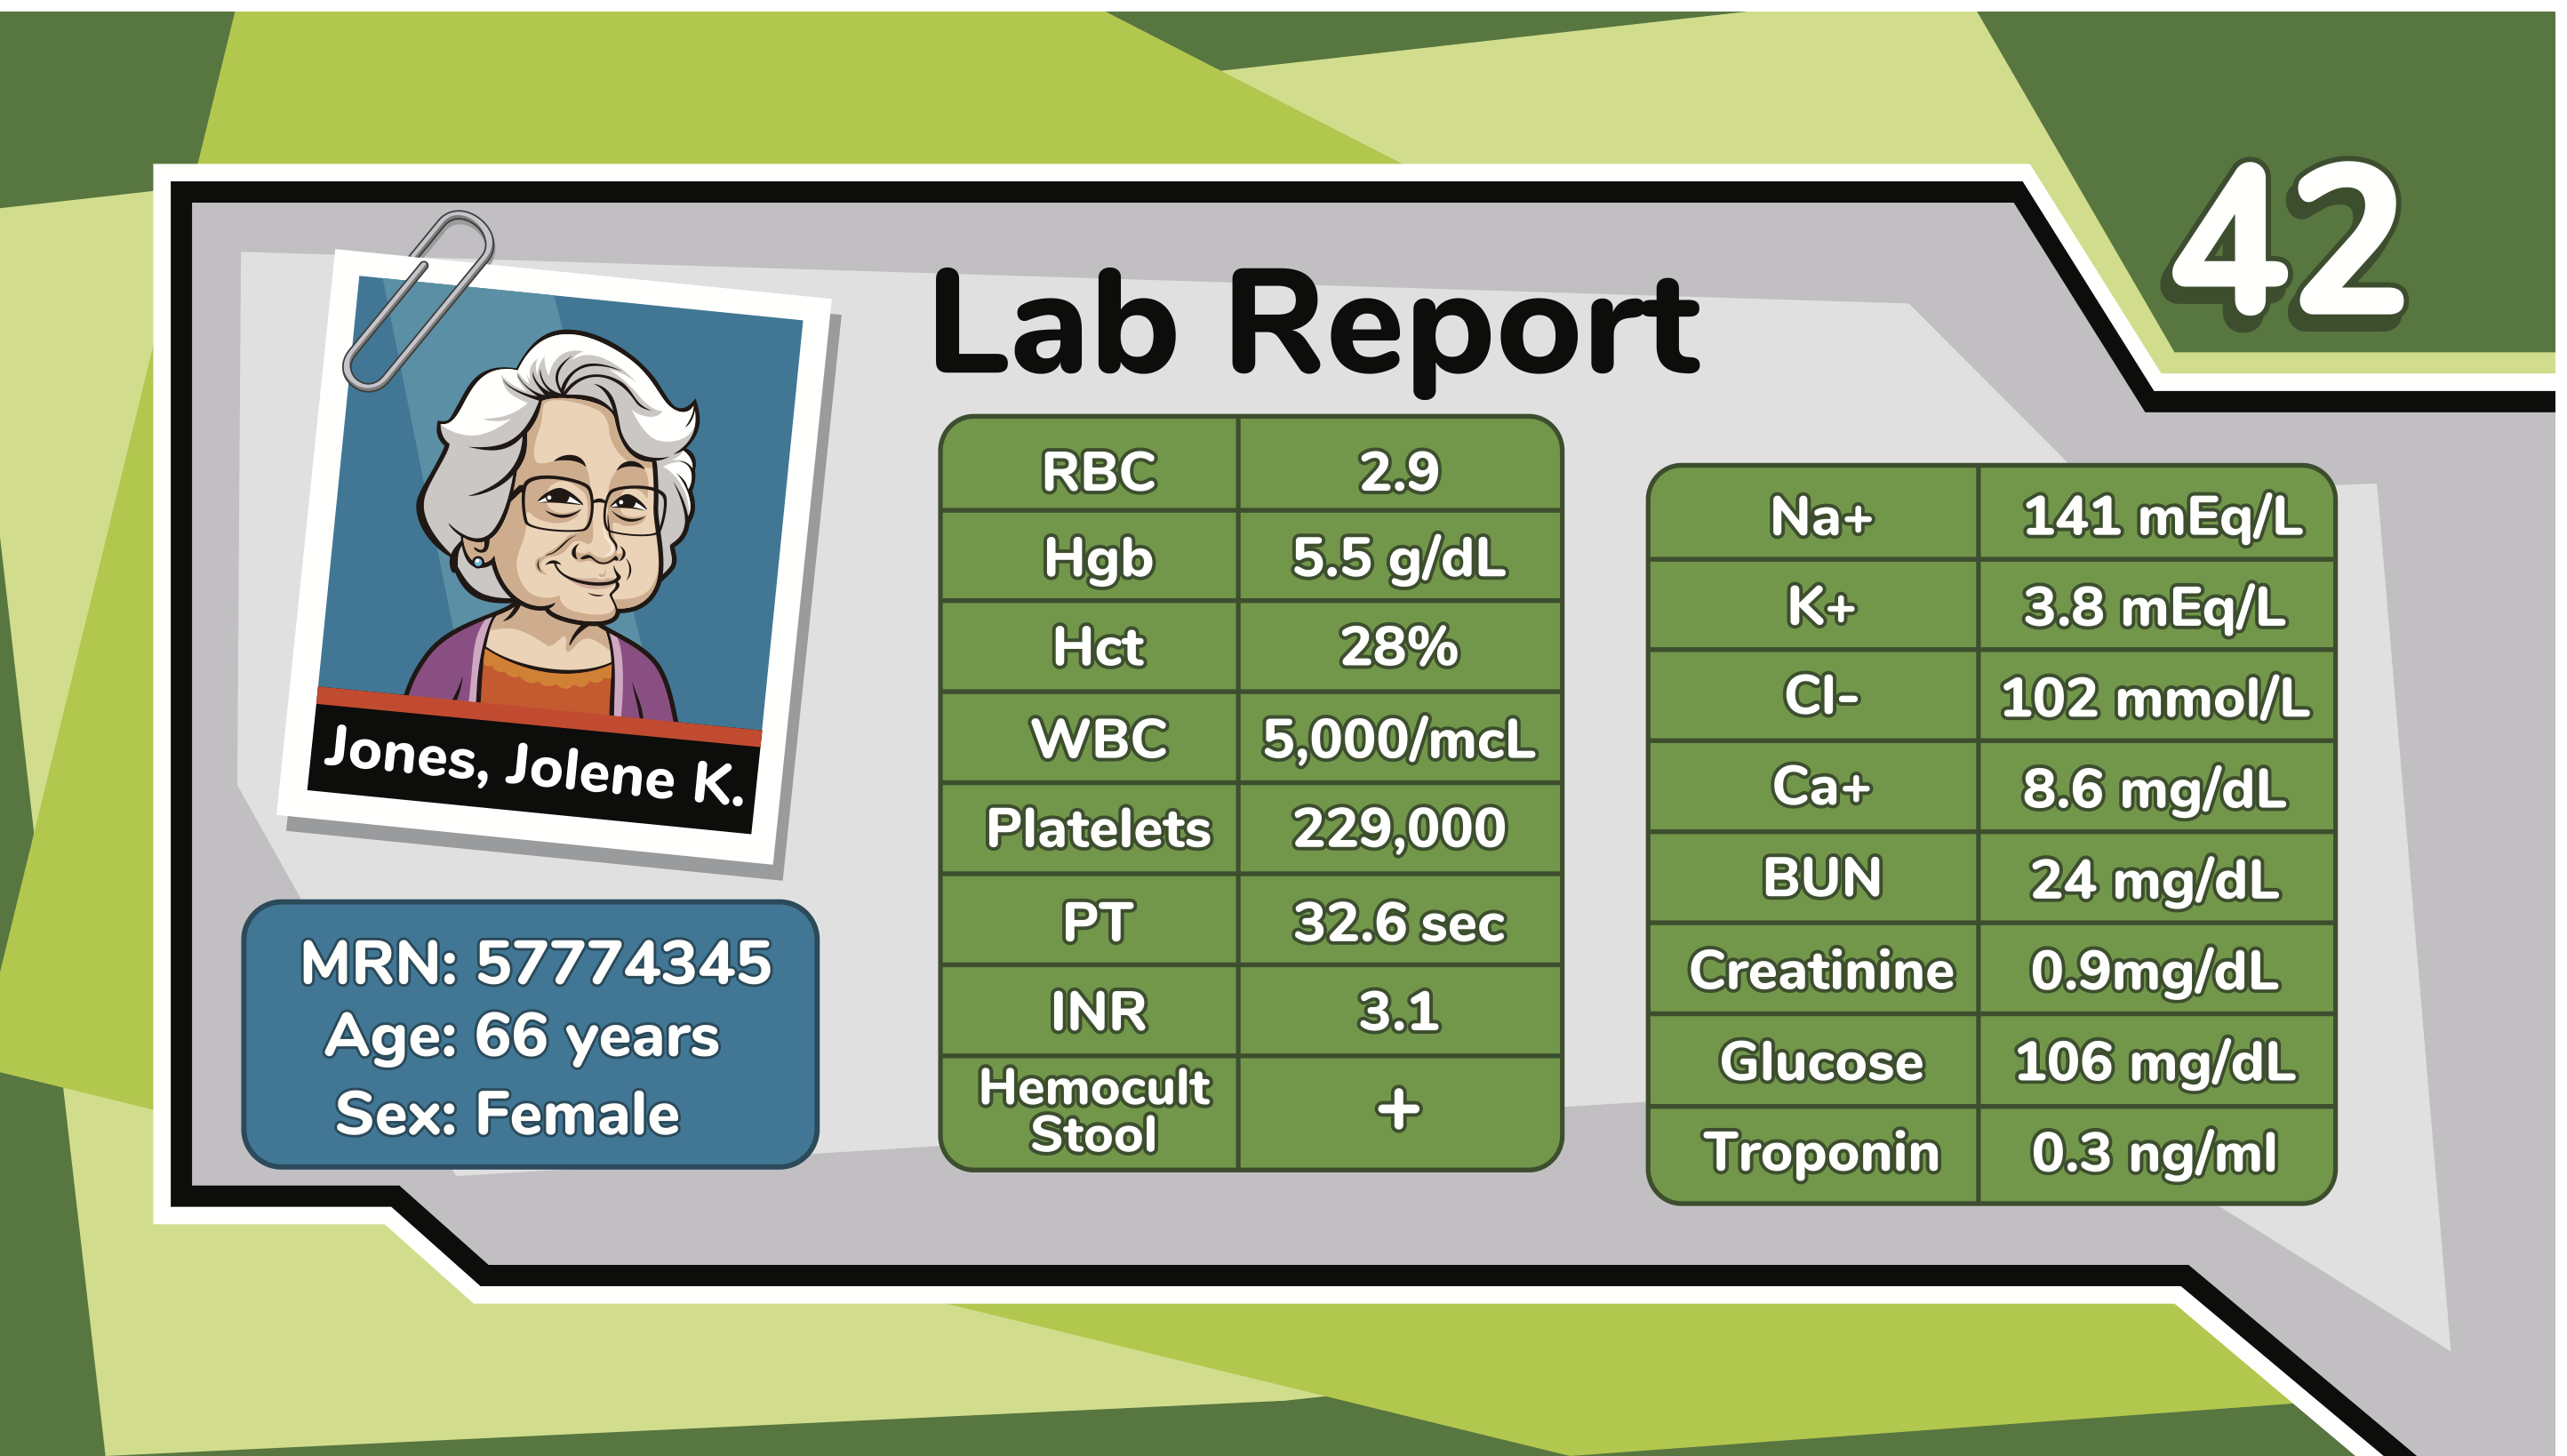 42
Lab Report
Jones, Jolene K.
MRN: 57774345
Age: 66 years
Sex: Female
RBC 2.9
Hgb 5.5 g/dL
Hct 28%
WBC 5,000/mcL
Platelets 229,000
PT 32.6 sec
INR 3.1
Hemocult
Stool +
Na+ 141 mEq/L
K+ 3.8 mEq/L
Cl- 102 mmol/L
Ca+ 8.6 mg/dL
BUN 24 mg/dL
Creatinine 0.9mg/dL
Glucose 106 mg/dL
Troponin 0.3 ng/ml